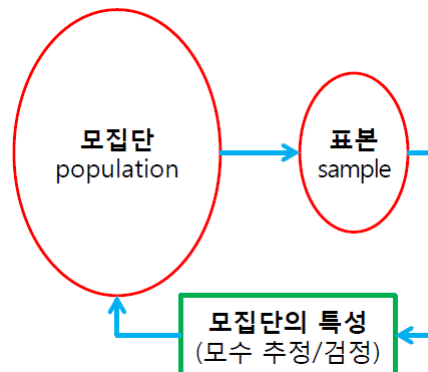 모집단
population
표본
sample
모집단의 특성
(모수 추정/검정)